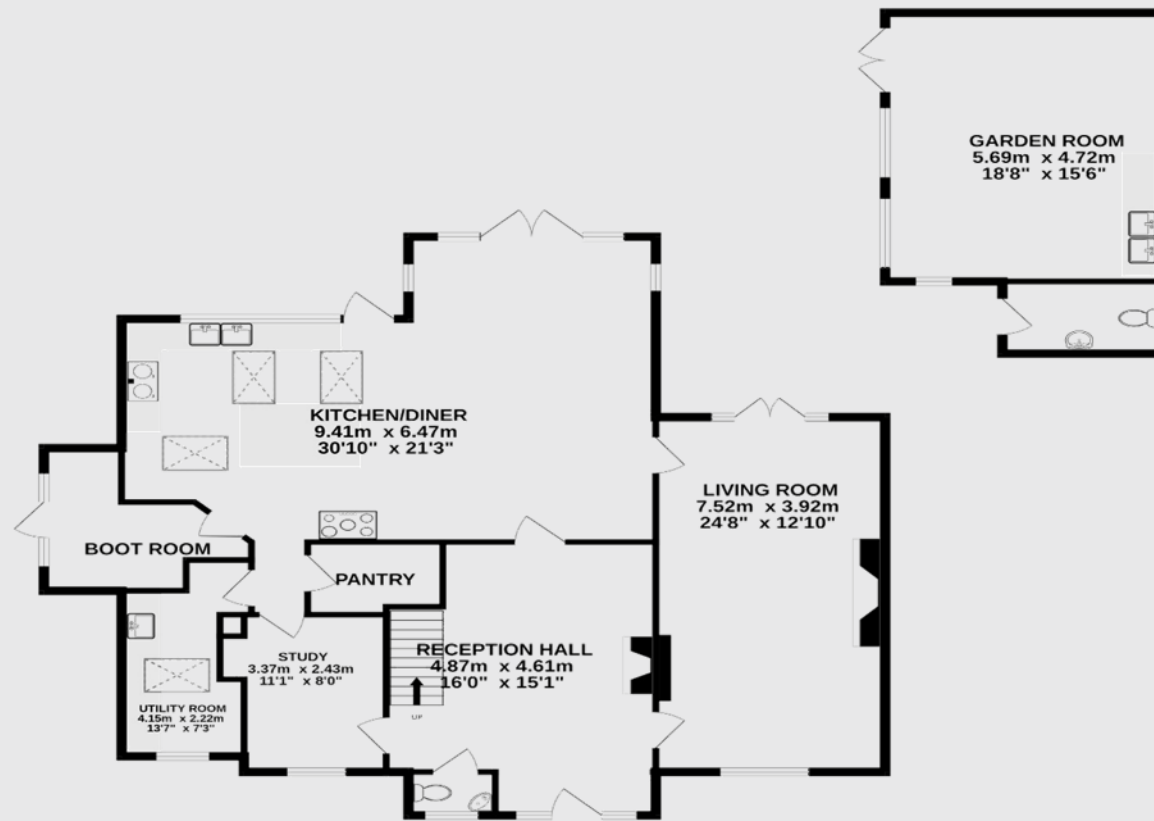 GARDEN ROOM
5.69m x 4.72m
18'8" x 15'6"
KITCHEN/DINER
9.41m x 6.47m
30'10" x 21'3"
LIVING ROOM
7.52m x 3.92m
24'8" x 12'10"
BOOT ROOM
PANTRY
RECEPTION HALL
4.87m x 4.61m
16'0" x 15'1"
UP
STUDY
3.37m x 2.43m
11'1" x 8'0"
UTILITY ROOM
4.15m x 2.22m
13'7" x 7'3"